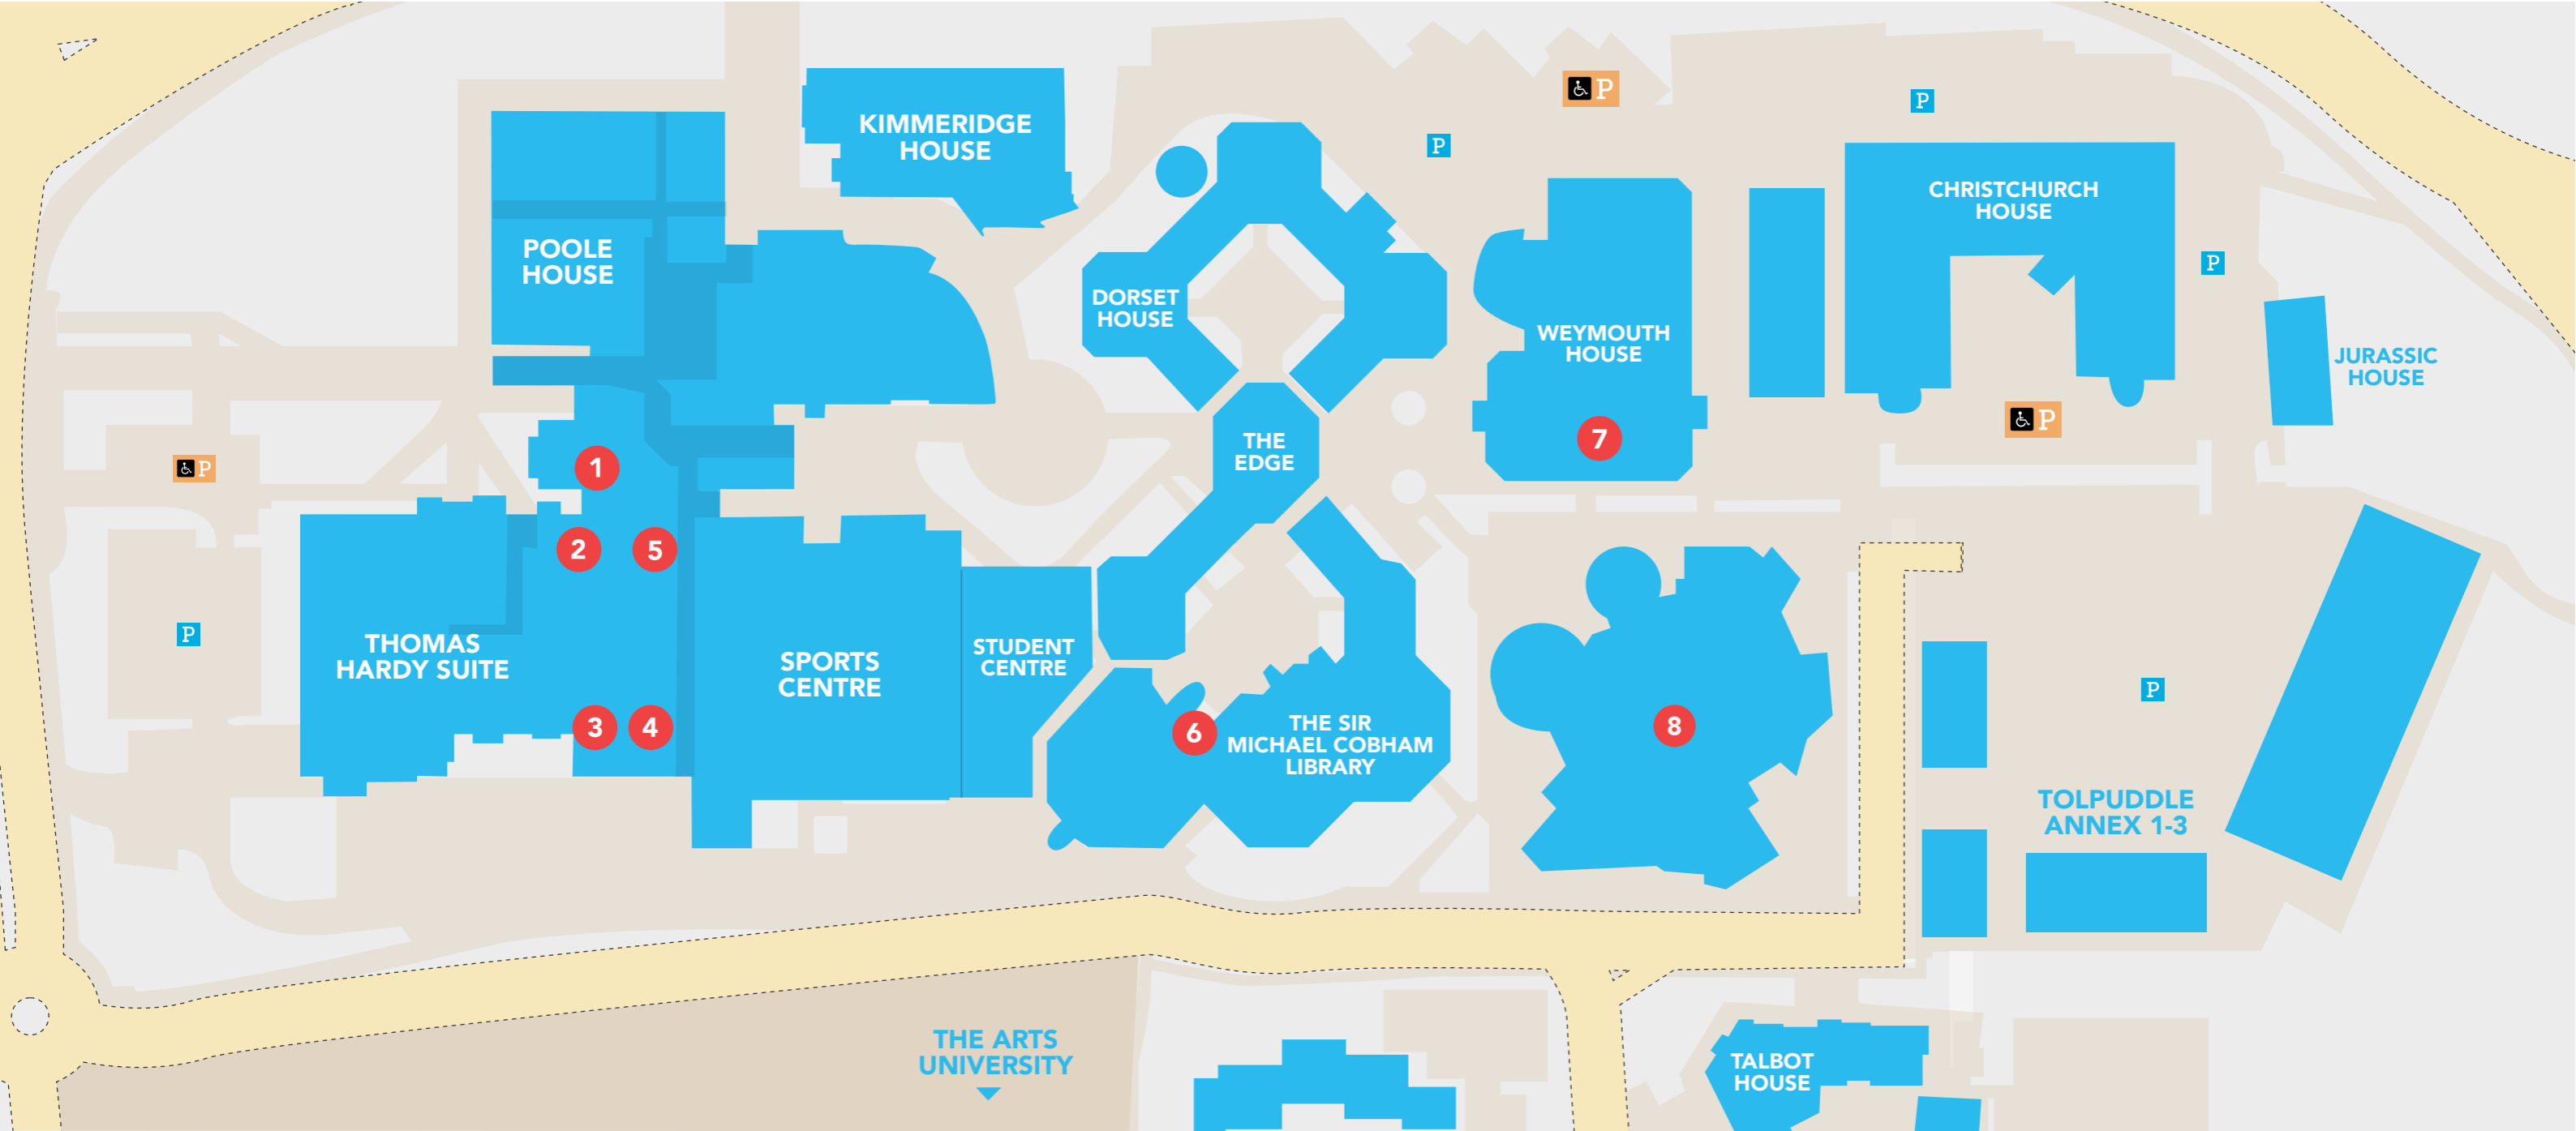 P
P
KIMMERIDGE
HOUSE
P
CHRISTCHURCH
HOUSE
POOLE
HOUSE
P
DORSET
HOUSE
WEYMOUTH
HOUSE
JURASSIC
HOUSE
P
7
THE
EDGE
1
P
2
5
P
THOMAS
HARDY SUITE
SPORTS
CENTRE
STUDENT
CENTRE
P
3
4
6
THE SIR
MICHAEL COBHAM
LIBRARY
8
TOLPUDDLE
ANNEX 1-3
THE ARTS
UNIVERSITY
TALBOT
HOUSE